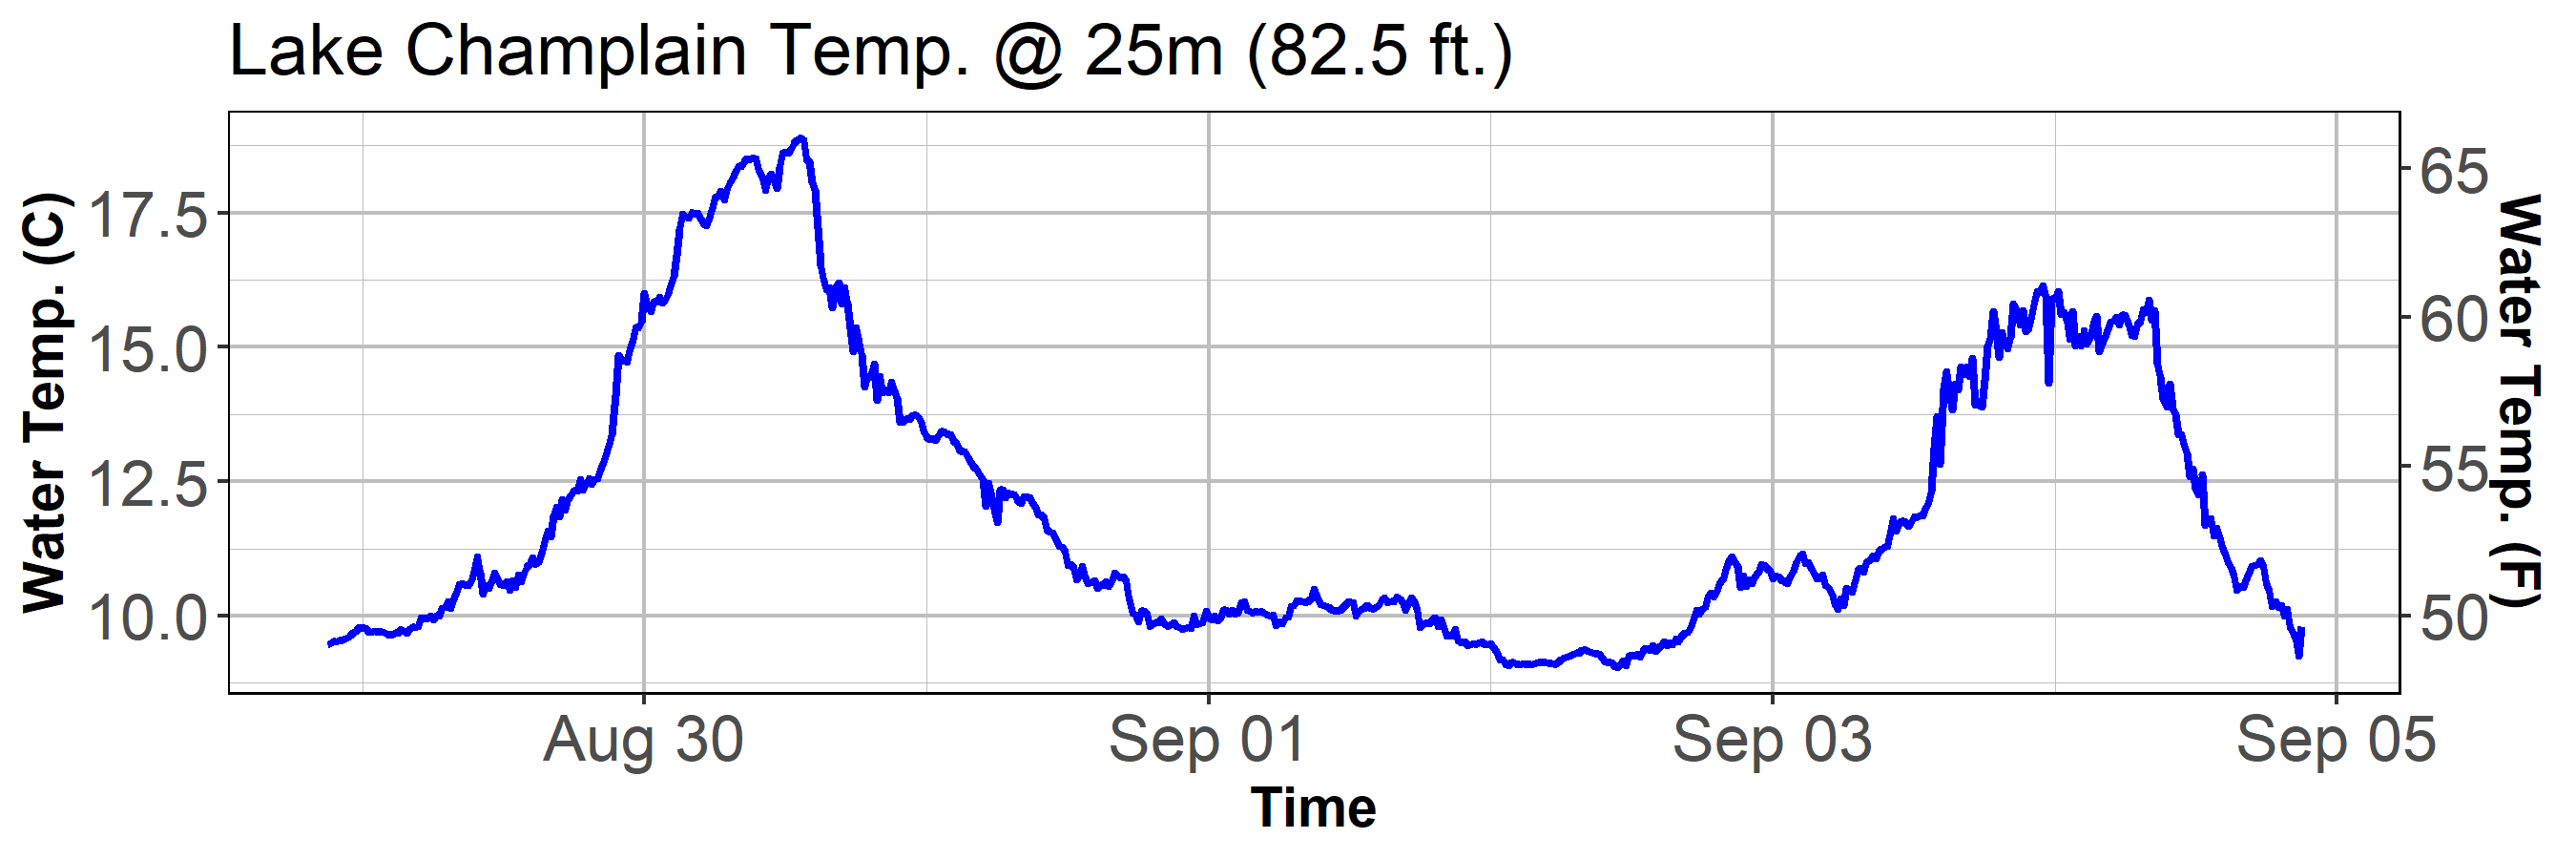 Lake Champlain Temp. @ 25m (82.5 ft.)
Water Temp. (C)
17.5
15.0
12.5
10.0
65
60
55
50
Water Temp. (F)
Aug 30
Sep 01
Sep 03
Sep 05
Time